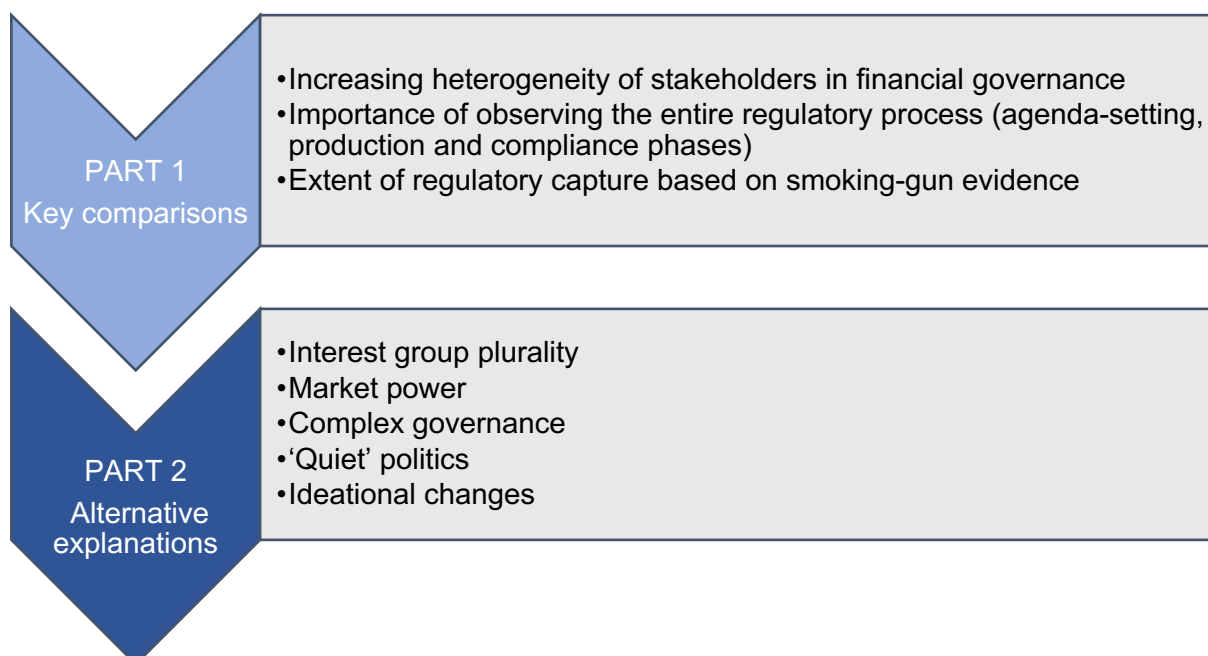 PART 1
Key comparisons
•Increasing heterogeneity of stakeholders in financial governance
•Importance of observing the entire regulatory process (agenda-setting,
production and compliance phases)
•Extent of regulatory capture based on smoking-gun evidence
PART 2
Alternative
explanations
•Interest group plurality
•Market power
•Complex governance
•‘Quiet’ politics
•Ideational changes